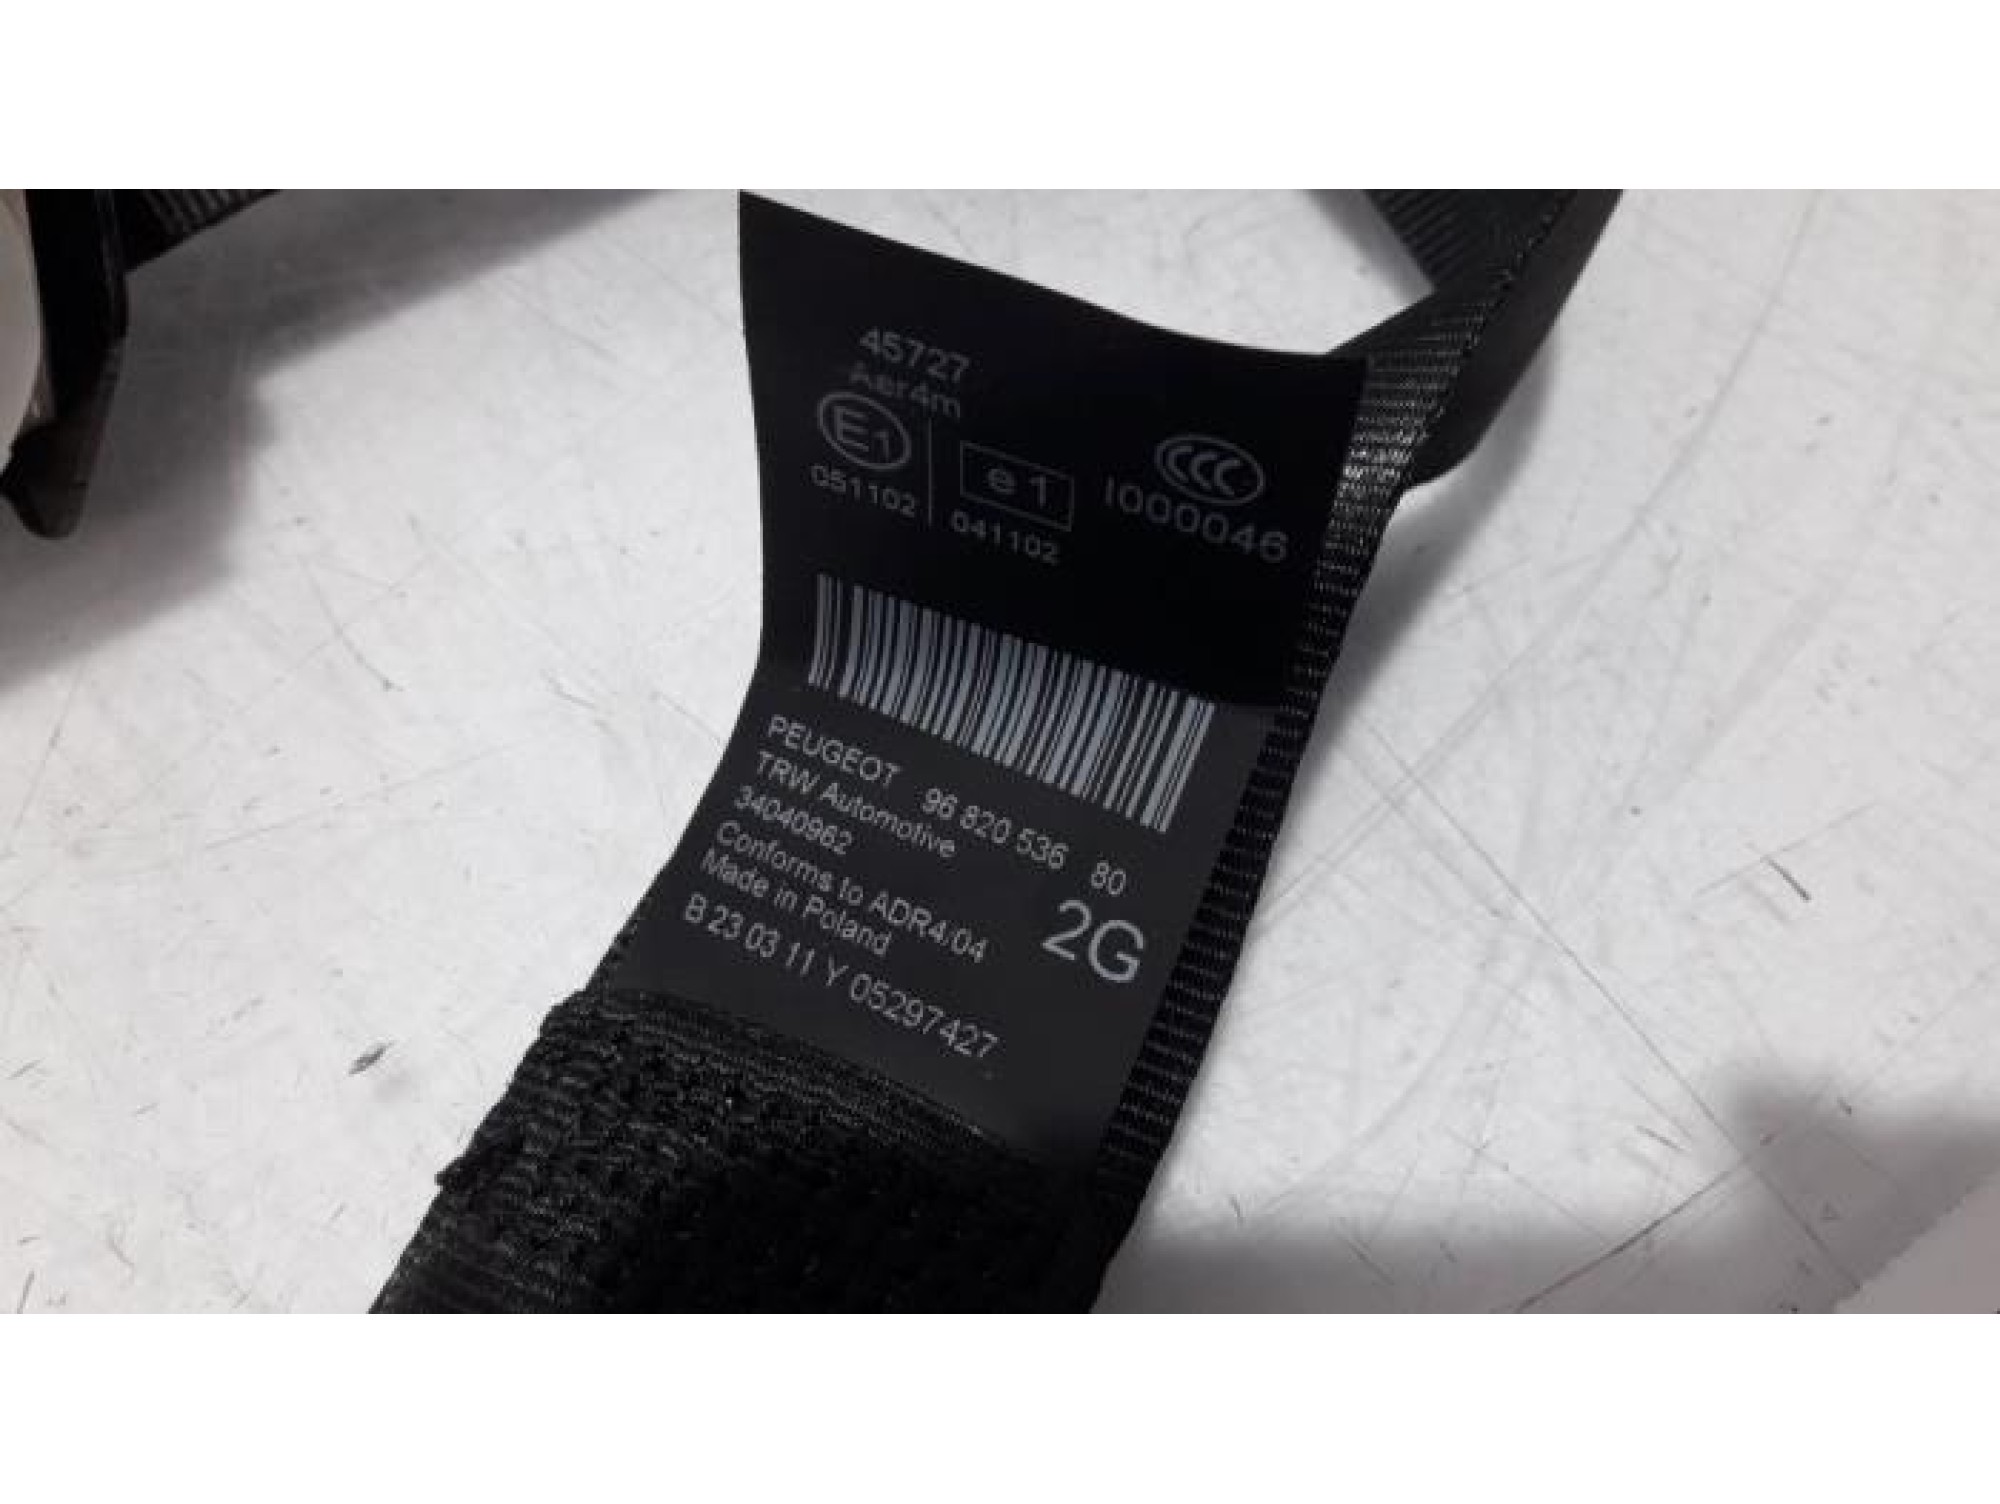 45727
Aer4m
E1
e 1
CCC
051102
041102
I000046
PEUGEOT 96 820 536 80
TRW Automotive
34040962
Conforms to ADR4/04
Made in Poland
2G
B 23 03 11 Y 05297427